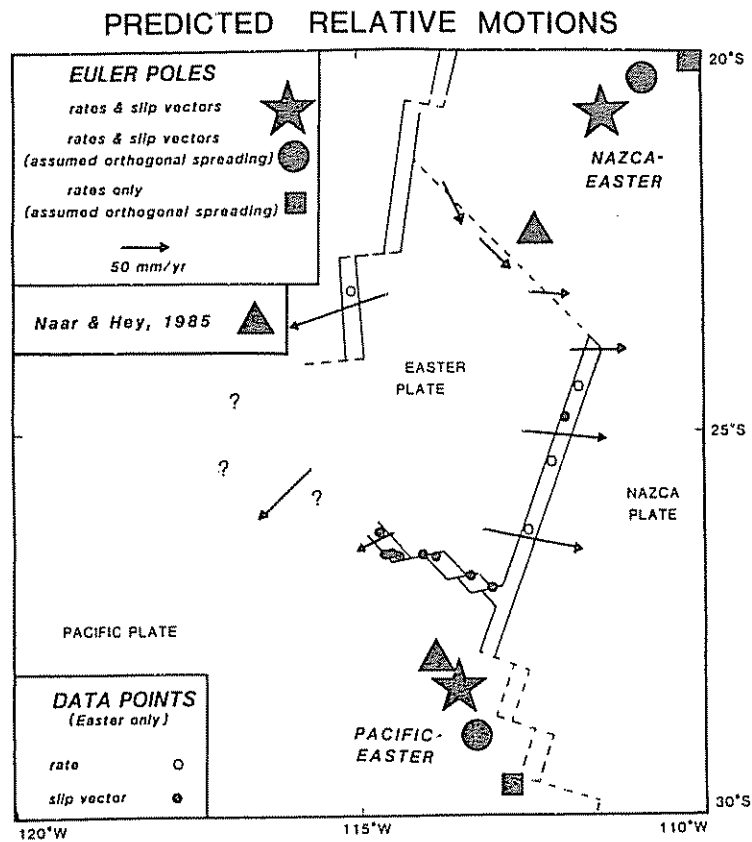 PREDICTED RELATIVE MOTIONS
EULER POLES
rates & slip vectors
rates & slip vectors
(assumed orthogonal spreading)
rates only
(assumed orthogonal spreading)
50 mm/yr
Naar & Hey, 1985
20°S
NAZCA-
EASTER
EASTER
PLATE
?
25°S
?
?
NAZCA
PLATE
PACIFIC PLATE
DATA POINTS
(Easter only)
rate
slip vector
PACIFIC-
EASTER
30°S
120°W
115°W
110°W